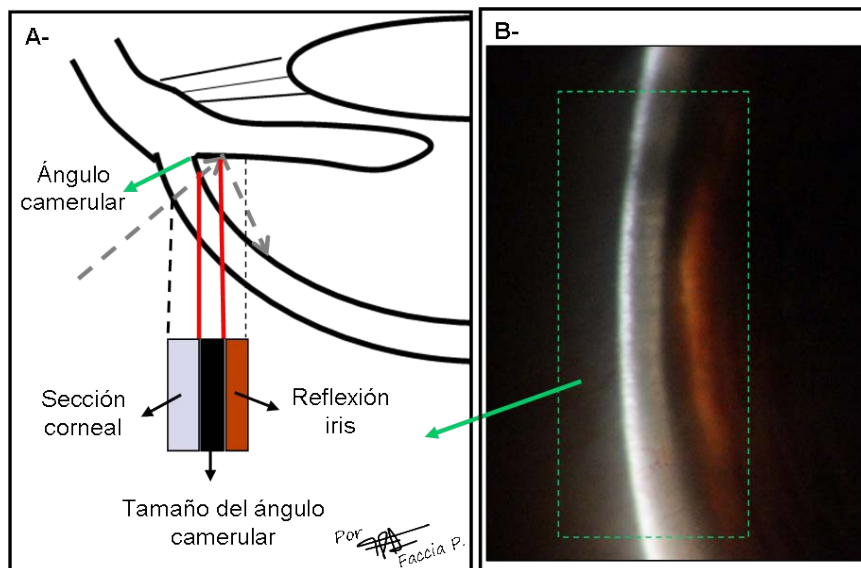 A-
Ángulo
camerular
Sección
corneal
Reflexión
iris
Tamaño del ángulo
camerular
Por
Faccia P.
B-